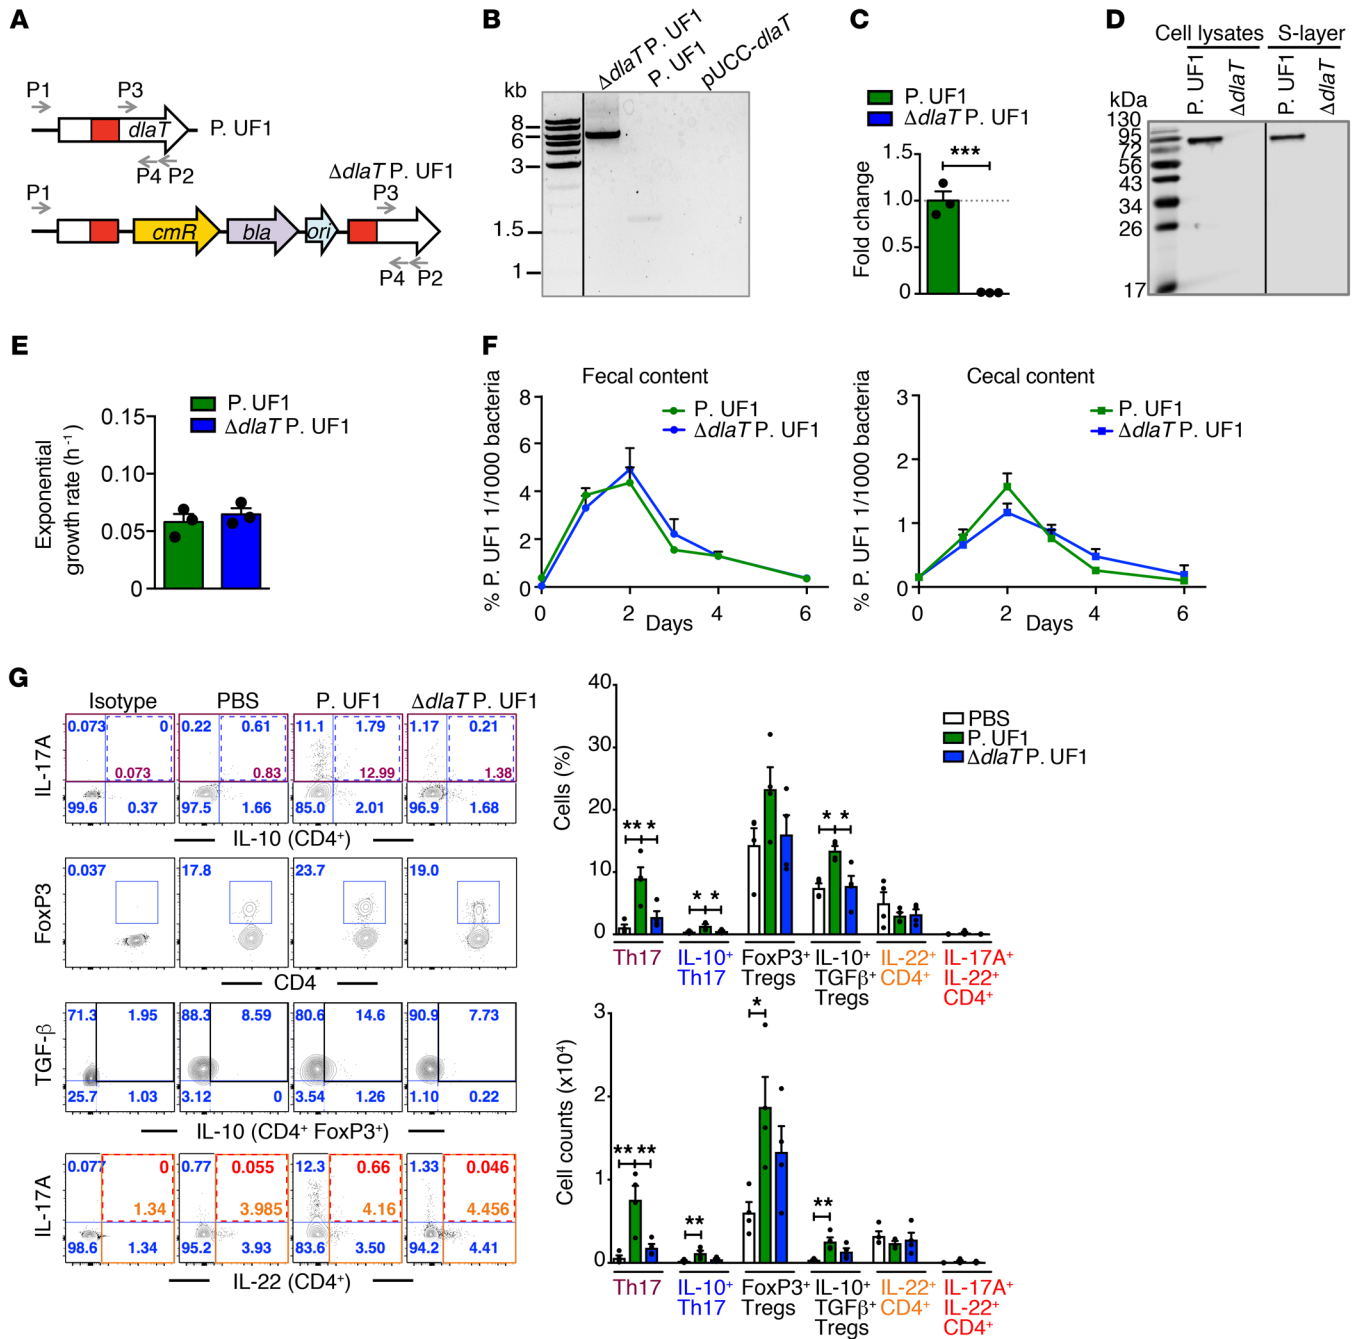 A
P1
P3
dlaT
P. UF1
P4 P2
ΔdlaT P. UF1
P1
P3
cmR
bla
ori
P4 P2
B
ΔdlaT P. UF1
P. UF1
pUCC-dlaT
kb
8
6
3
1.5
1
C
P. UF1
ΔdlaT P. UF1
***
Fold change
1.5
1.0
0.5
0
D
Cell lysates S-layer
P. UF1
ΔdlaT
P. UF1
ΔdlaT
kDa
130
95
72
56
43
34
26
17
E
P. UF1
ΔdlaT P. UF1
Exponential
growth rate (h⁻¹)
0.15
0.10
0.05
0
F
Fecal content
P. UF1
ΔdlaT P. UF1
% P. UF1 1/1000 bacteria
8
6
4
2
0
0 2 4 6
Days
Cecal content
P. UF1
ΔdlaT P. UF1
% P. UF1 1/1000 bacteria
3
2
1
0
0 2 4 6
Days
G
Isotype PBS P. UF1 ΔdlaT P. UF1
IL-17A
0.073 0 0.22 0.61 11.1 1.79 1.17 0.21
0.073 0.83 12.99 1.38
99.6 0.37 97.5 1.66 85.0 2.01 96.9 1.68
IL-10 (CD4⁺)
FoxP3
0.037 17.8 23.7 19.0
CD4
TGF-β
71.3 1.95 88.3 8.59 80.6 14.6 90.9 7.73
25.7 1.03 3.12 0 3.54 1.26 1.10 0.22
IL-10 (CD4⁺ FoxP3⁺)
IL-17A
0.077 0 0.77 0.055 12.3 0.66 1.33 0.046
1.34 3.985 4.16 4.456
98.6 1.34 95.2 3.93 83.6 3.50 94.2 4.41
IL-22 (CD4⁺)
PBS
P. UF1
ΔdlaT P. UF1
Cells (%)
40
30
20
10
0
** * * * * *
Th17 IL-10⁺ FoxP3⁺ IL-10⁺ IL-22⁺ IL-17A⁺
Th17 Tregs TGFβ⁺ CD4⁺ IL-22⁺
Tregs CD4⁺
Cell counts (x10⁴)
3
2
1
0
** ** ** * **
Th17 IL-10⁺ FoxP3⁺ IL-10⁺ IL-22⁺ IL-17A⁺
Th17 Tregs TGFβ⁺ CD4⁺ IL-22⁺
Tregs CD4⁺